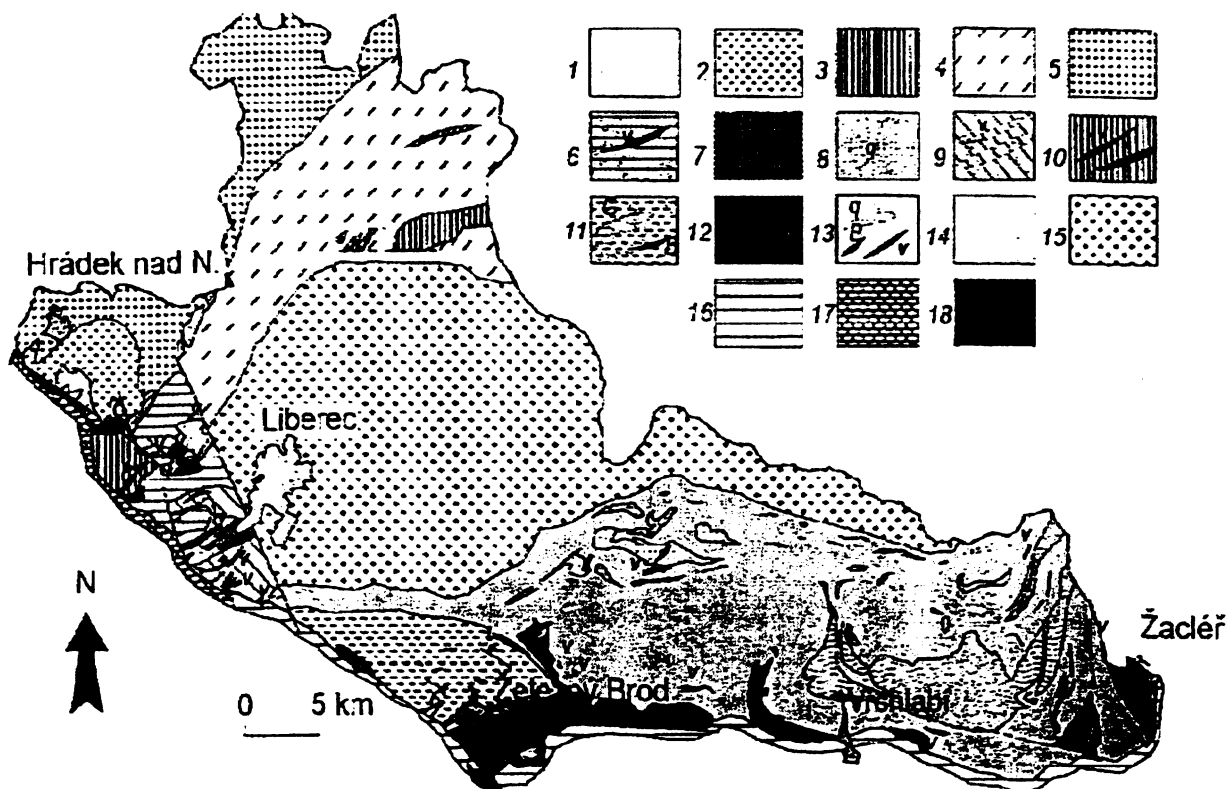 1 2 3 4 5
6 v 7 8 q 9 10
11 12 13 q v 14 15
16 17 18
Hrádek nad N.
Liberec
N
0 5 km
Železný Brod
Vrchlabí
Žacléř